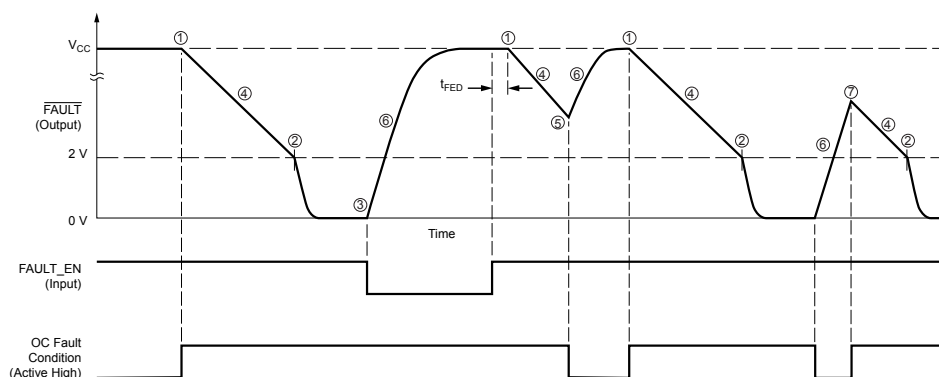 V_CC
① ① ①
④ ④ ⑥ ④ ⑦
t_FED
FAULT
(Output)
⑥ ⑤ ⑥ ④
2 V
② ② ②
③
0 V
Time
FAULT_EN
(Input)
OC Fault
Condition
(Active High)